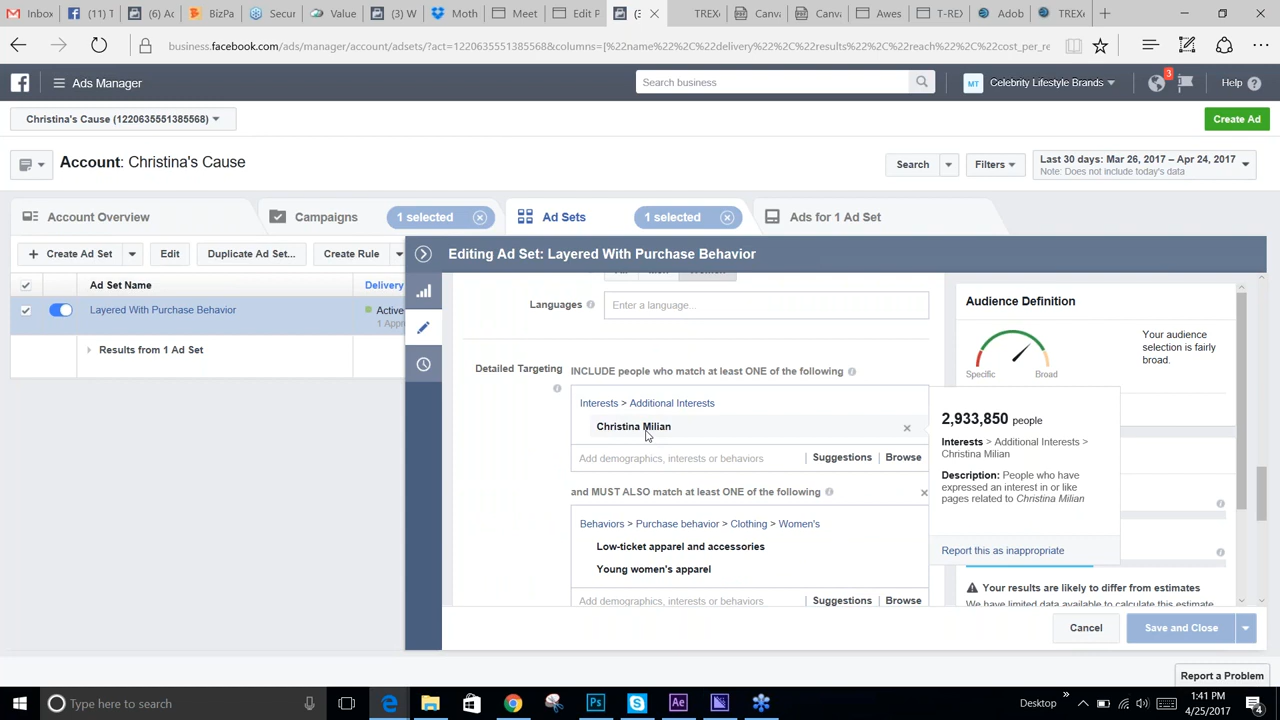 Inbox
(11) T
(6) A
BizPa
Secur
Value
(3) W
Moth
Meet
Edit P
(3
TREX
Canva
Canva
Awes
T-REX
Adob
TREX
business.facebook.com/ads/manager/account/adsets/?act=1220635551385568&columns=[%22name%22%2C%22delivery%22%2C%22results%22%2C%22reach%22%2C%22cost_per_re
Ads Manager
Search business
MT Celebrity Lifestyle Brands
3
Help
Christina's Cause (1220635551385568)
Create Ad
Account: Christina's Cause
Search
Filters
Last 30 days: Mar 26, 2017 – Apr 24, 2017
Note: Does not include today's data
Account Overview
Campaigns
1 selected
Ad Sets
1 selected
Ads for 1 Ad Set
Create Ad Set
Edit
Duplicate Ad Set...
Create Rule
Editing Ad Set: Layered With Purchase Behavior
Ad Set Name
Delivery
Layered With Purchase Behavior
Active
1 Appr
Results from 1 Ad Set
Languages
Enter a language...
Detailed Targeting
INCLUDE people who match at least ONE of the following
Interests > Additional Interests
Christina Milian
Add demographics, interests or behaviors
Suggestions
Browse
and MUST ALSO match at least ONE of the following
Behaviors > Purchase behavior > Clothing > Women's
Low-ticket apparel and accessories
Young women's apparel
Add demographics, interests or behaviors
Suggestions
Browse
Audience Definition
Your audience
selection is fairly
broad.
Specific
Broad
2,933,850 people
Interests > Additional Interests >
Christina Milian
Description: People who have
expressed an interest in or like
pages related to Christina Milian
Report this as inappropriate
Your results are likely to differ from estimates
We have limited data available to calculate this estimate
Cancel
Save and Close
Report a Problem
Type here to search
Desktop
1:41 PM
4/25/2017
4